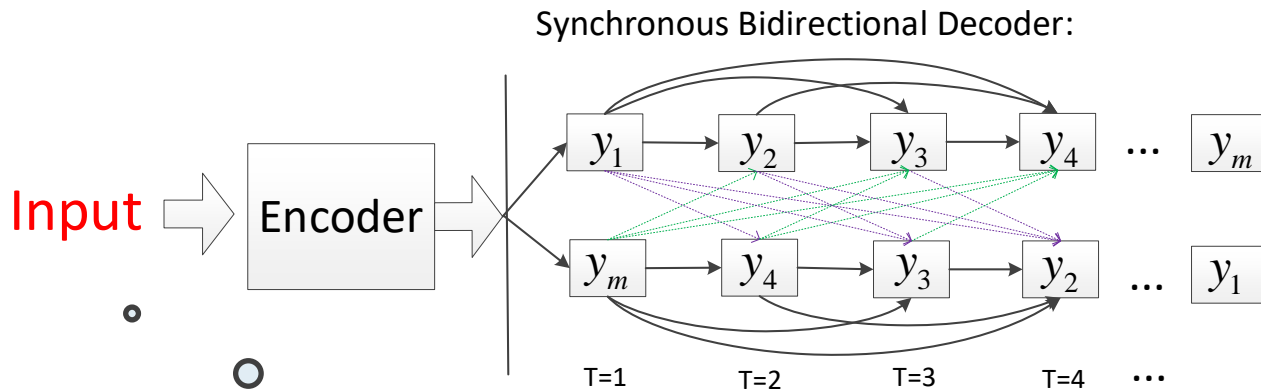 Synchronous Bidirectional Decoder:
Input
Encoder
y₁ y₂ y₃ y₄ ... yₘ
yₘ y₄ y₃ y₂ ... y₁
T=1 T=2 T=3 T=4 ...